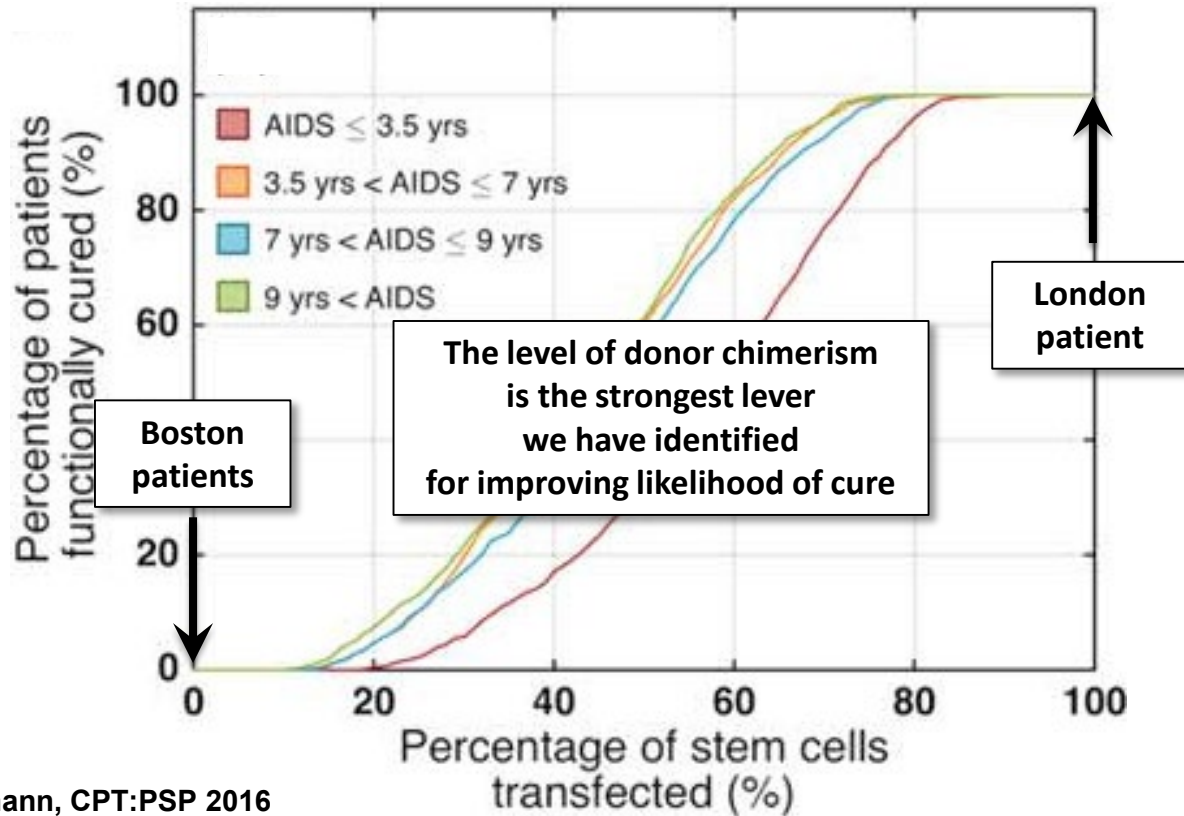 Percentage of patients
functionally cured (%)
100
80
60
20
0
AIDS ≤ 3.5 yrs
3.5 yrs < AIDS ≤ 7 yrs
7 yrs < AIDS ≤ 9 yrs
9 yrs < AIDS
London
patient
The level of donor chimerism
is the strongest lever
we have identified
for improving likelihood of cure
Boston
patients
0
20
40
60
80
100
Percentage of stem cells
transfected (%)
CPT:PSP 2016